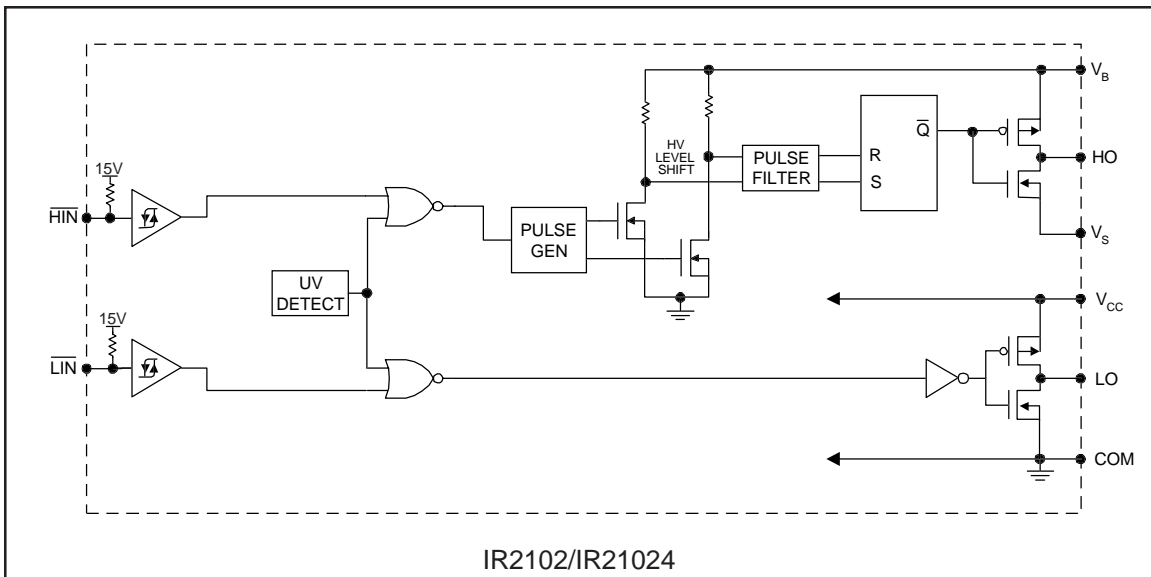 V_B
15V
HIN̅
HV
LEVEL
SHIFT
PULSE
FILTER
R
S
Q̅
HO
V_S
PULSE
GEN
UV
DETECT
V_CC
15V
LIN̅
LO
COM
IR2102/IR21024